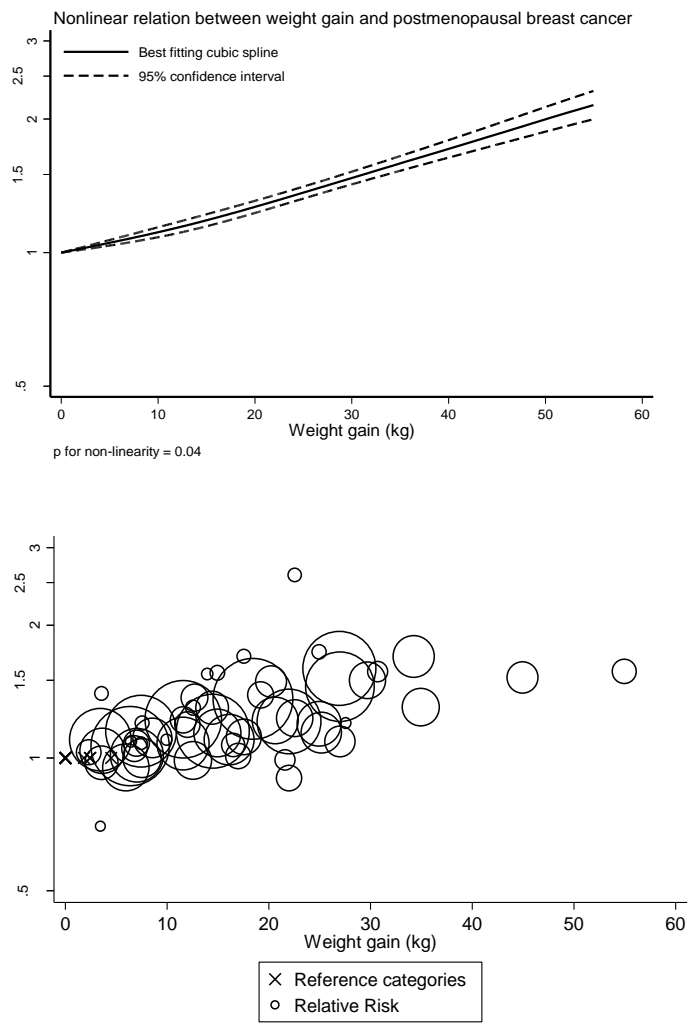 Nonlinear relation between weight gain and postmenopausal breast cancer
3
2.5
2
1.5
1
.5
Best fitting cubic spline
95% confidence interval
0 10 20 30 40 50 60
Weight gain (kg)
p for non-linearity = 0.04
3
2.5
2
1.5
1
.5
0 10 20 30 40 50 60
Weight gain (kg)
Reference categories
Relative Risk